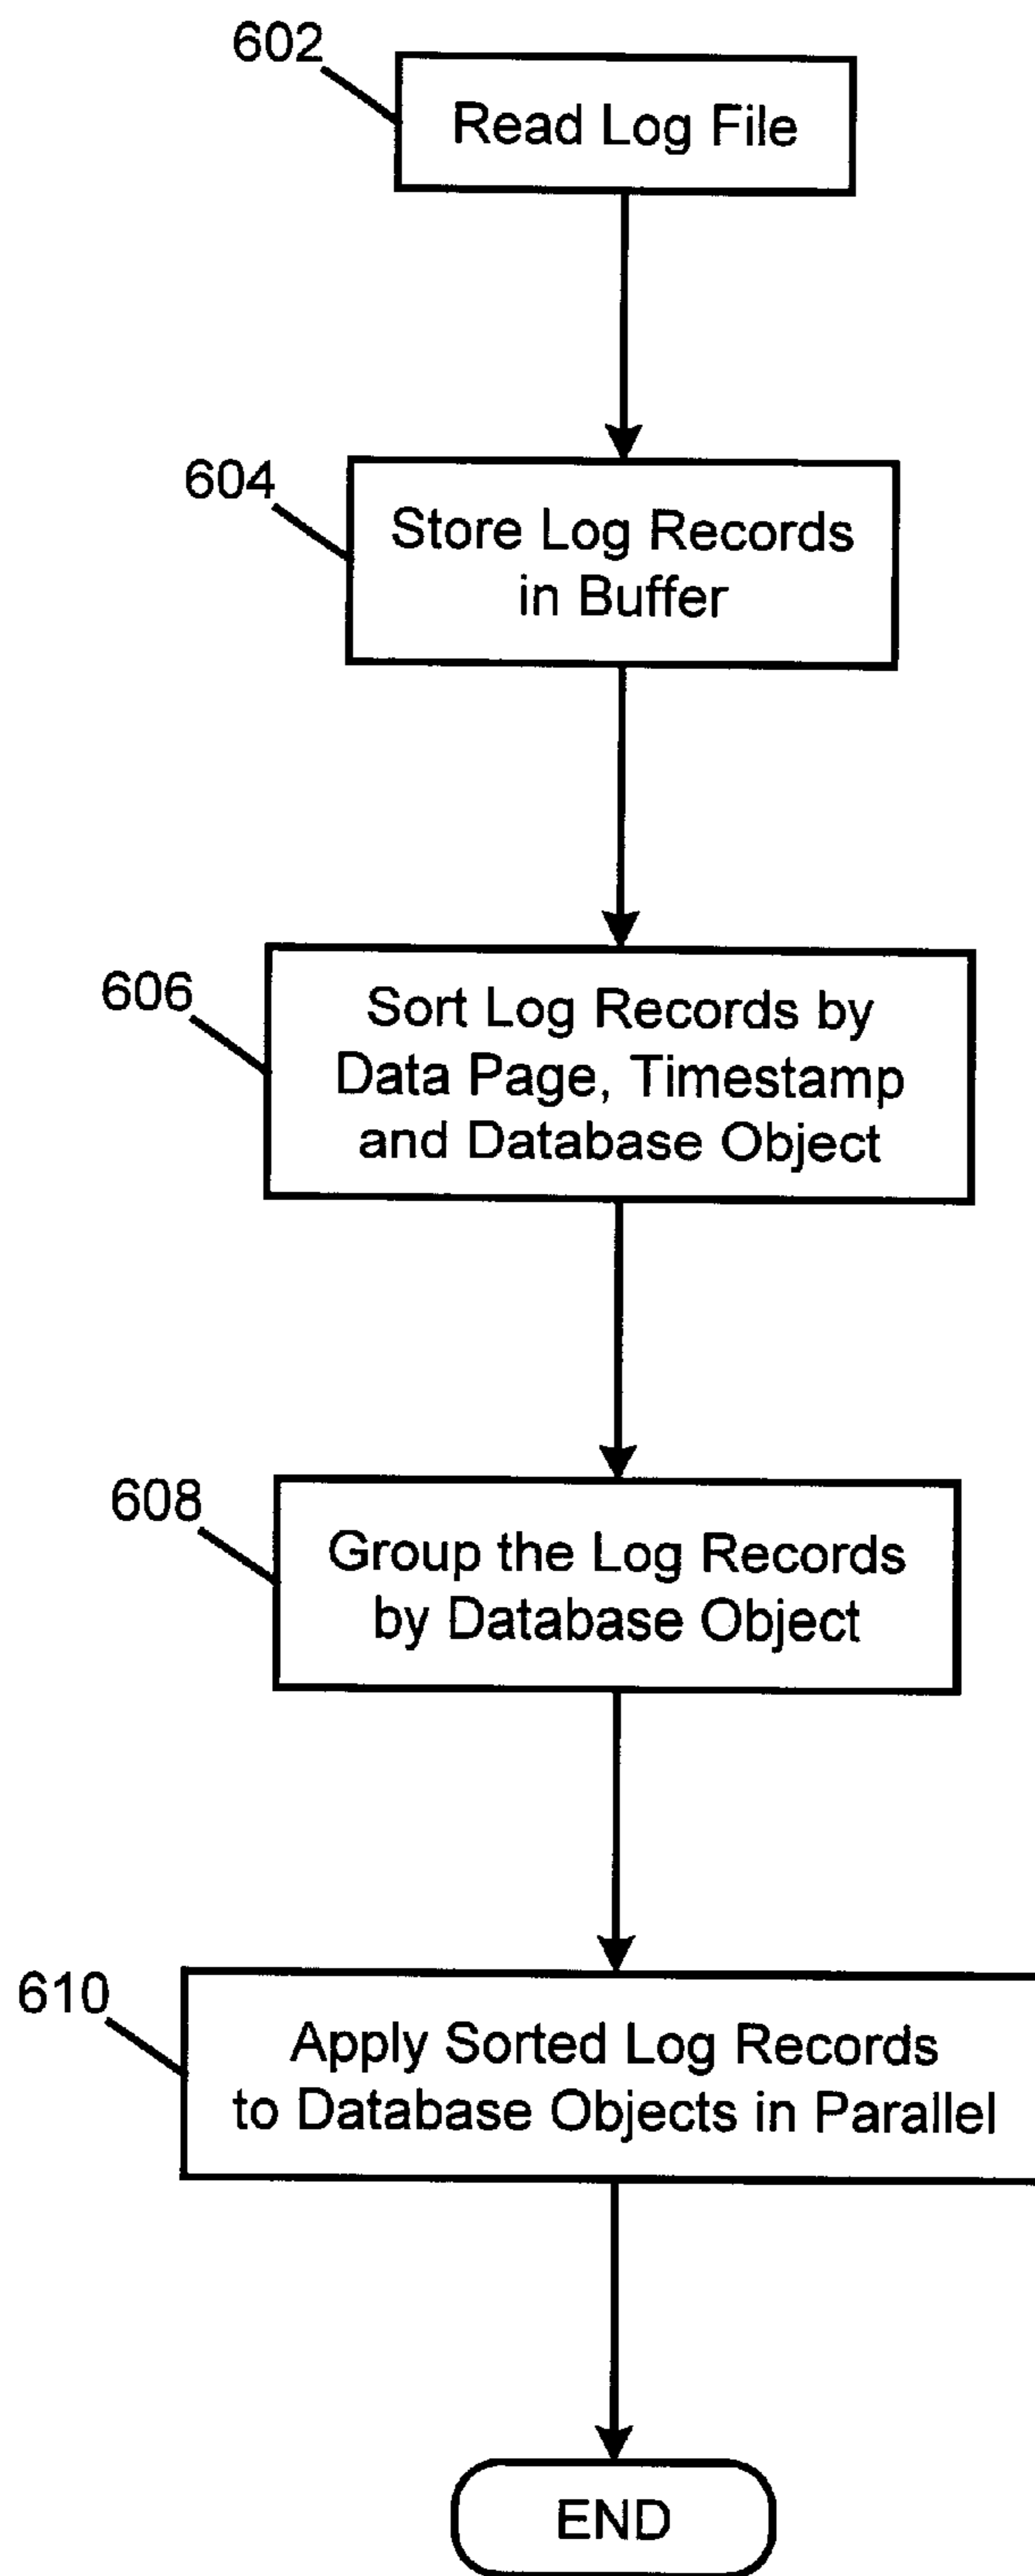 602
Read Log File
604
Store Log Records
in Buffer
606
Sort Log Records by
Data Page, Timestamp
and Database Object
608
Group the Log Records
by Database Object
610
Apply Sorted Log Records
to Database Objects in Parallel
END